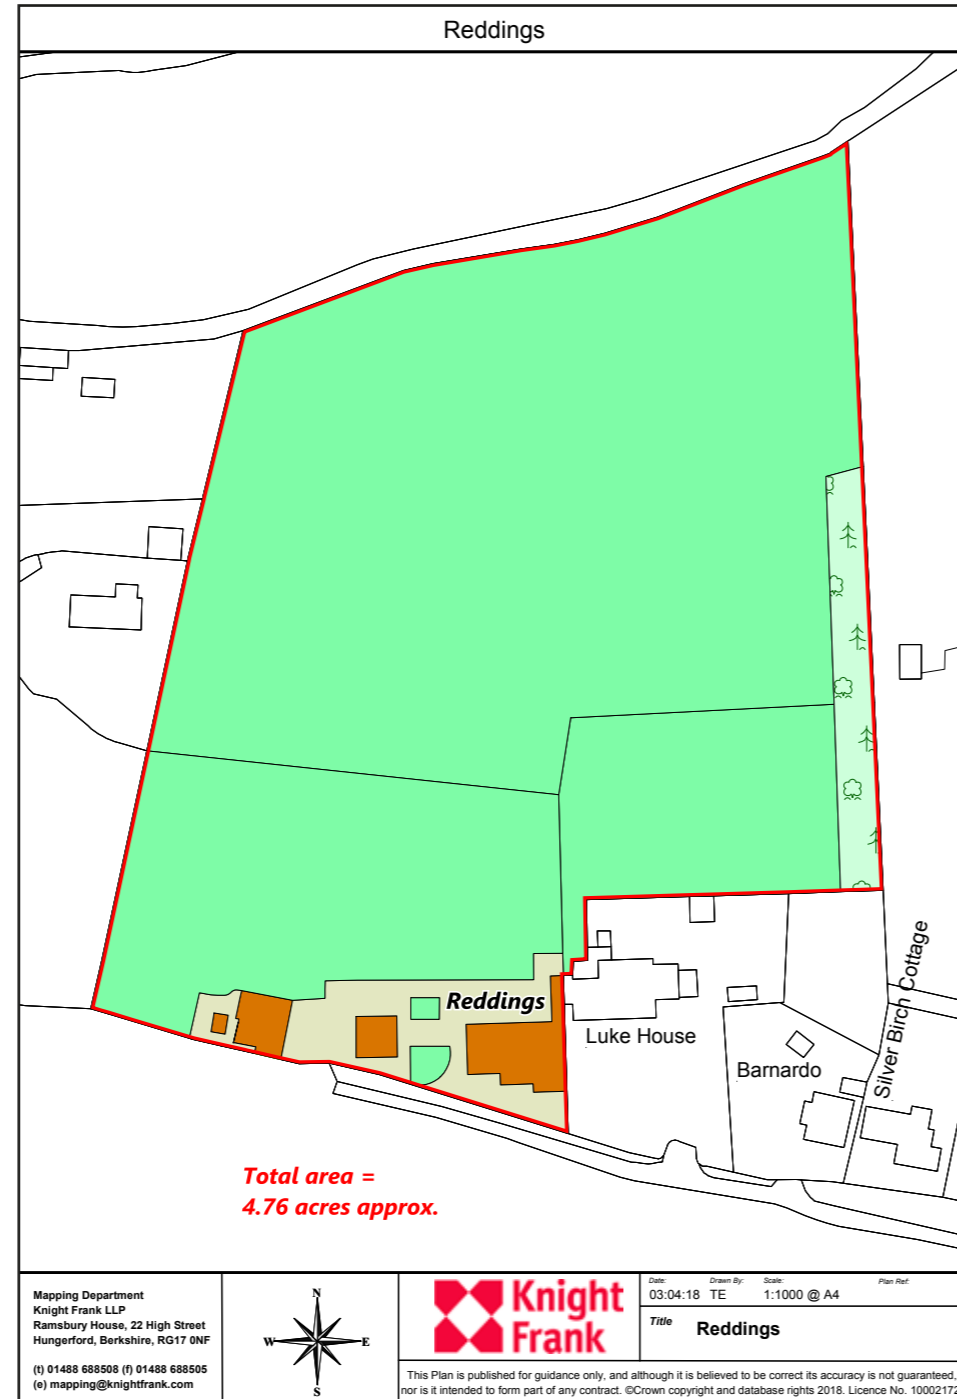 Reddings
Reddings
Luke House
Barnardo
Silver Birch Cottage
Total area =
4.76 acres approx.
Mapping Department
Knight Frank LLP
Ramsbury House, 22 High Street
Hungerford, Berkshire, RG17 0NF
(t) 01488 688508 (f) 01488 688505
(e) mapping@knightfrank.com
N
W E
S
Knight
Frank
Date: Drawn By: Scale: Plan Ref:
03:04:18 TE 1:1000 @ A4
Title Reddings
This Plan is published for guidance only, and although it is believed to be correct its accuracy is not guaranteed,
nor is it intended to form part of any contract. ©Crown copyright and database rights 2018. Licence No. 10002172